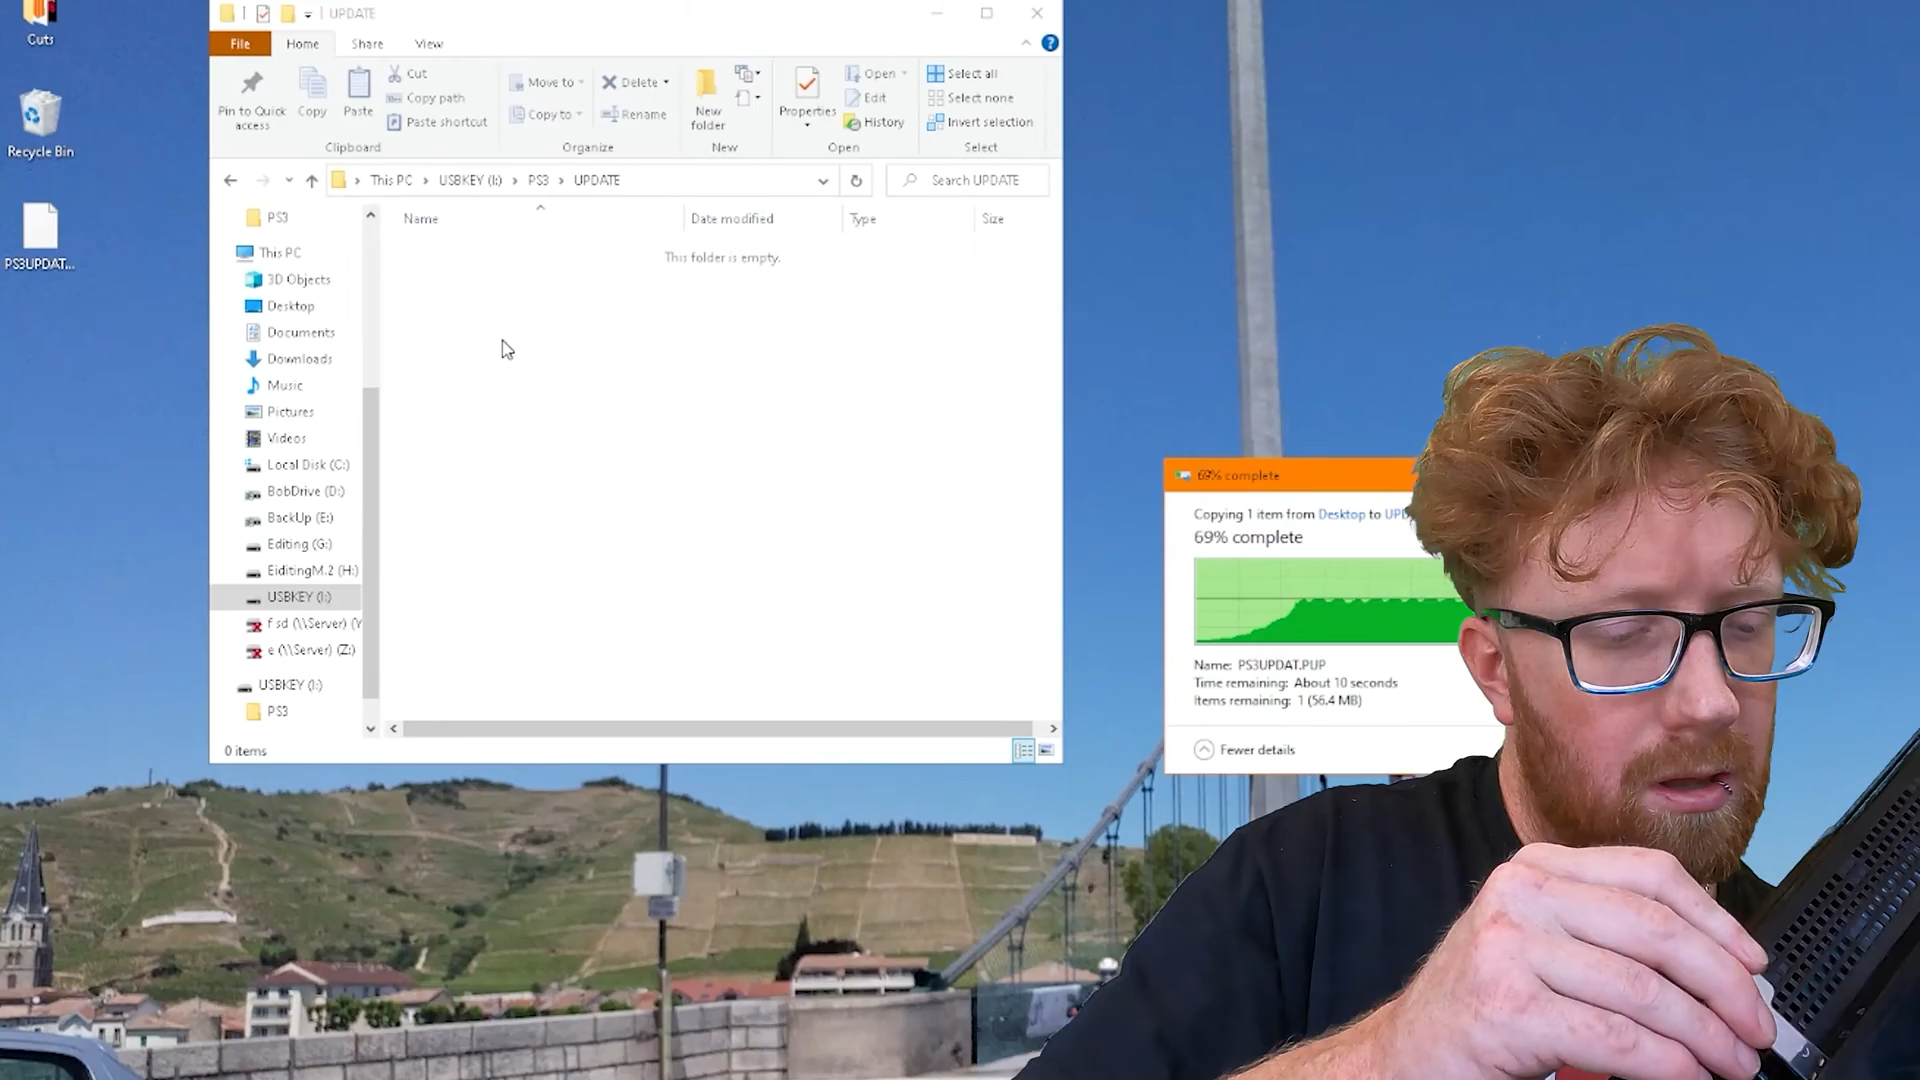 UPDATE
File
Home
Share
View
Pin to Quick access
Copy
Paste
Cut
Copy path
Paste shortcut
Clipboard
Move to
Copy to
Delete
Rename
Organize
New folder
New
Properties
Open
Edit
History
Open
Select all
Select none
Invert selection
Select
This PC > USBKEY (I:) > PS3 > UPDATE
Search UPDATE
Name
Date modified
Type
Size
This folder is empty.
PS3
This PC
3D Objects
Desktop
Documents
Downloads
Music
Pictures
Videos
Local Disk (C:)
BobDrive (D:)
BackUp (E:)
Editing (G:)
EiditingM.2 (H:)
USBKEY (I:)
f sd (\\Server) (Y
e (\\Server) (Z:)
USBKEY (I:)
PS3
0 items
Cuts
Recycle Bin
PS3UPDAT...
69% complete
Copying 1 item from Desktop to UPD
69% complete
Name: PS3UPDAT.PUP
Time remaining: About 10 seconds
Items remaining: 1 (56.4 MB)
Fewer details